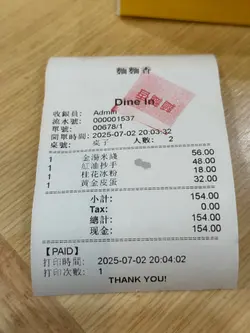 麵麵香
Dine In
收銀員: Admin
流水號: 000001537
單號: 00678/1
開單時間: 2025-07-02 20:03:32
桌號: 桌子 人數: 2
1 金湯米綫 56.00
1 紅油抄手 48.00
1 桂花冰粉 18.00
1 黃金皮蛋 32.00
小計: 154.00
Tax: 0.00
總計: 154.00
现金: 154.00
【PAID】
打印時間: 2025-07-02 20:04:02
打印次數: 1
THANK YOU!